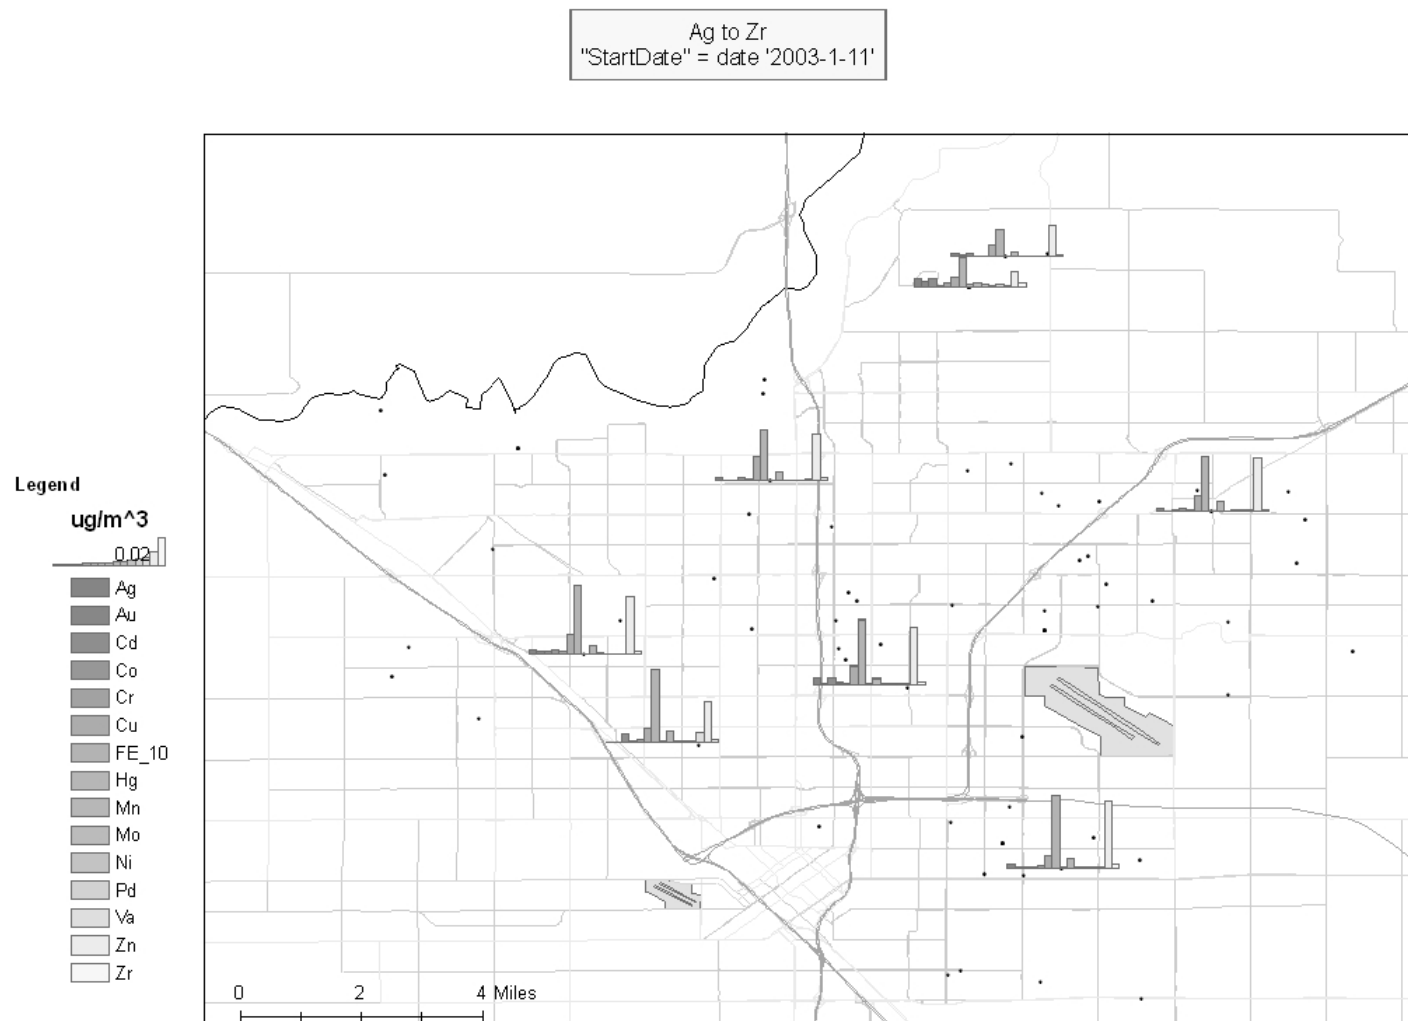 Ag to Zr
"StartDate" = date '2003-1-11'
Legend
ug/m^3
0.02
Ag
Au
Cd
Co
Cr
Cu
FE_10
Hg
Mn
Mo
Ni
Pd
Va
Zn
Zr
0 2 4 Miles